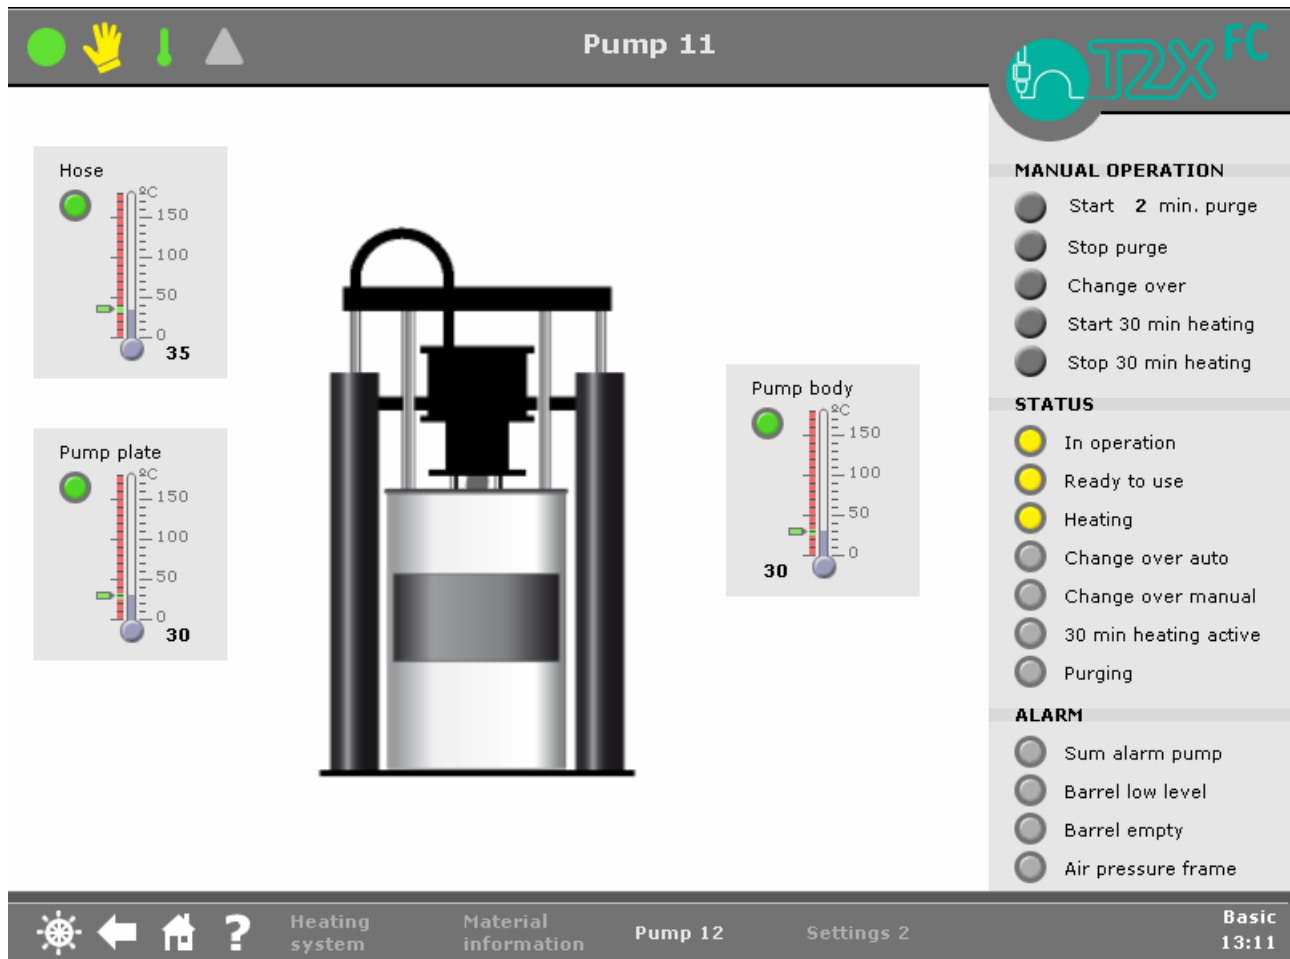 Pump 11
T2X FC
Hose
ºC
150
100
50
0
35
Pump plate
ºC
150
100
50
0
30
Pump body
ºC
150
100
50
0
30
MANUAL OPERATION
Start 2 min. purge
Stop purge
Change over
Start 30 min heating
Stop 30 min heating
STATUS
In operation
Ready to use
Heating
Change over auto
Change over manual
30 min heating active
Purging
ALARM
Sum alarm pump
Barrel low level
Barrel empty
Air pressure frame
?
Heating
system
Material
information
Pump 12
Settings 2
Basic
13:11